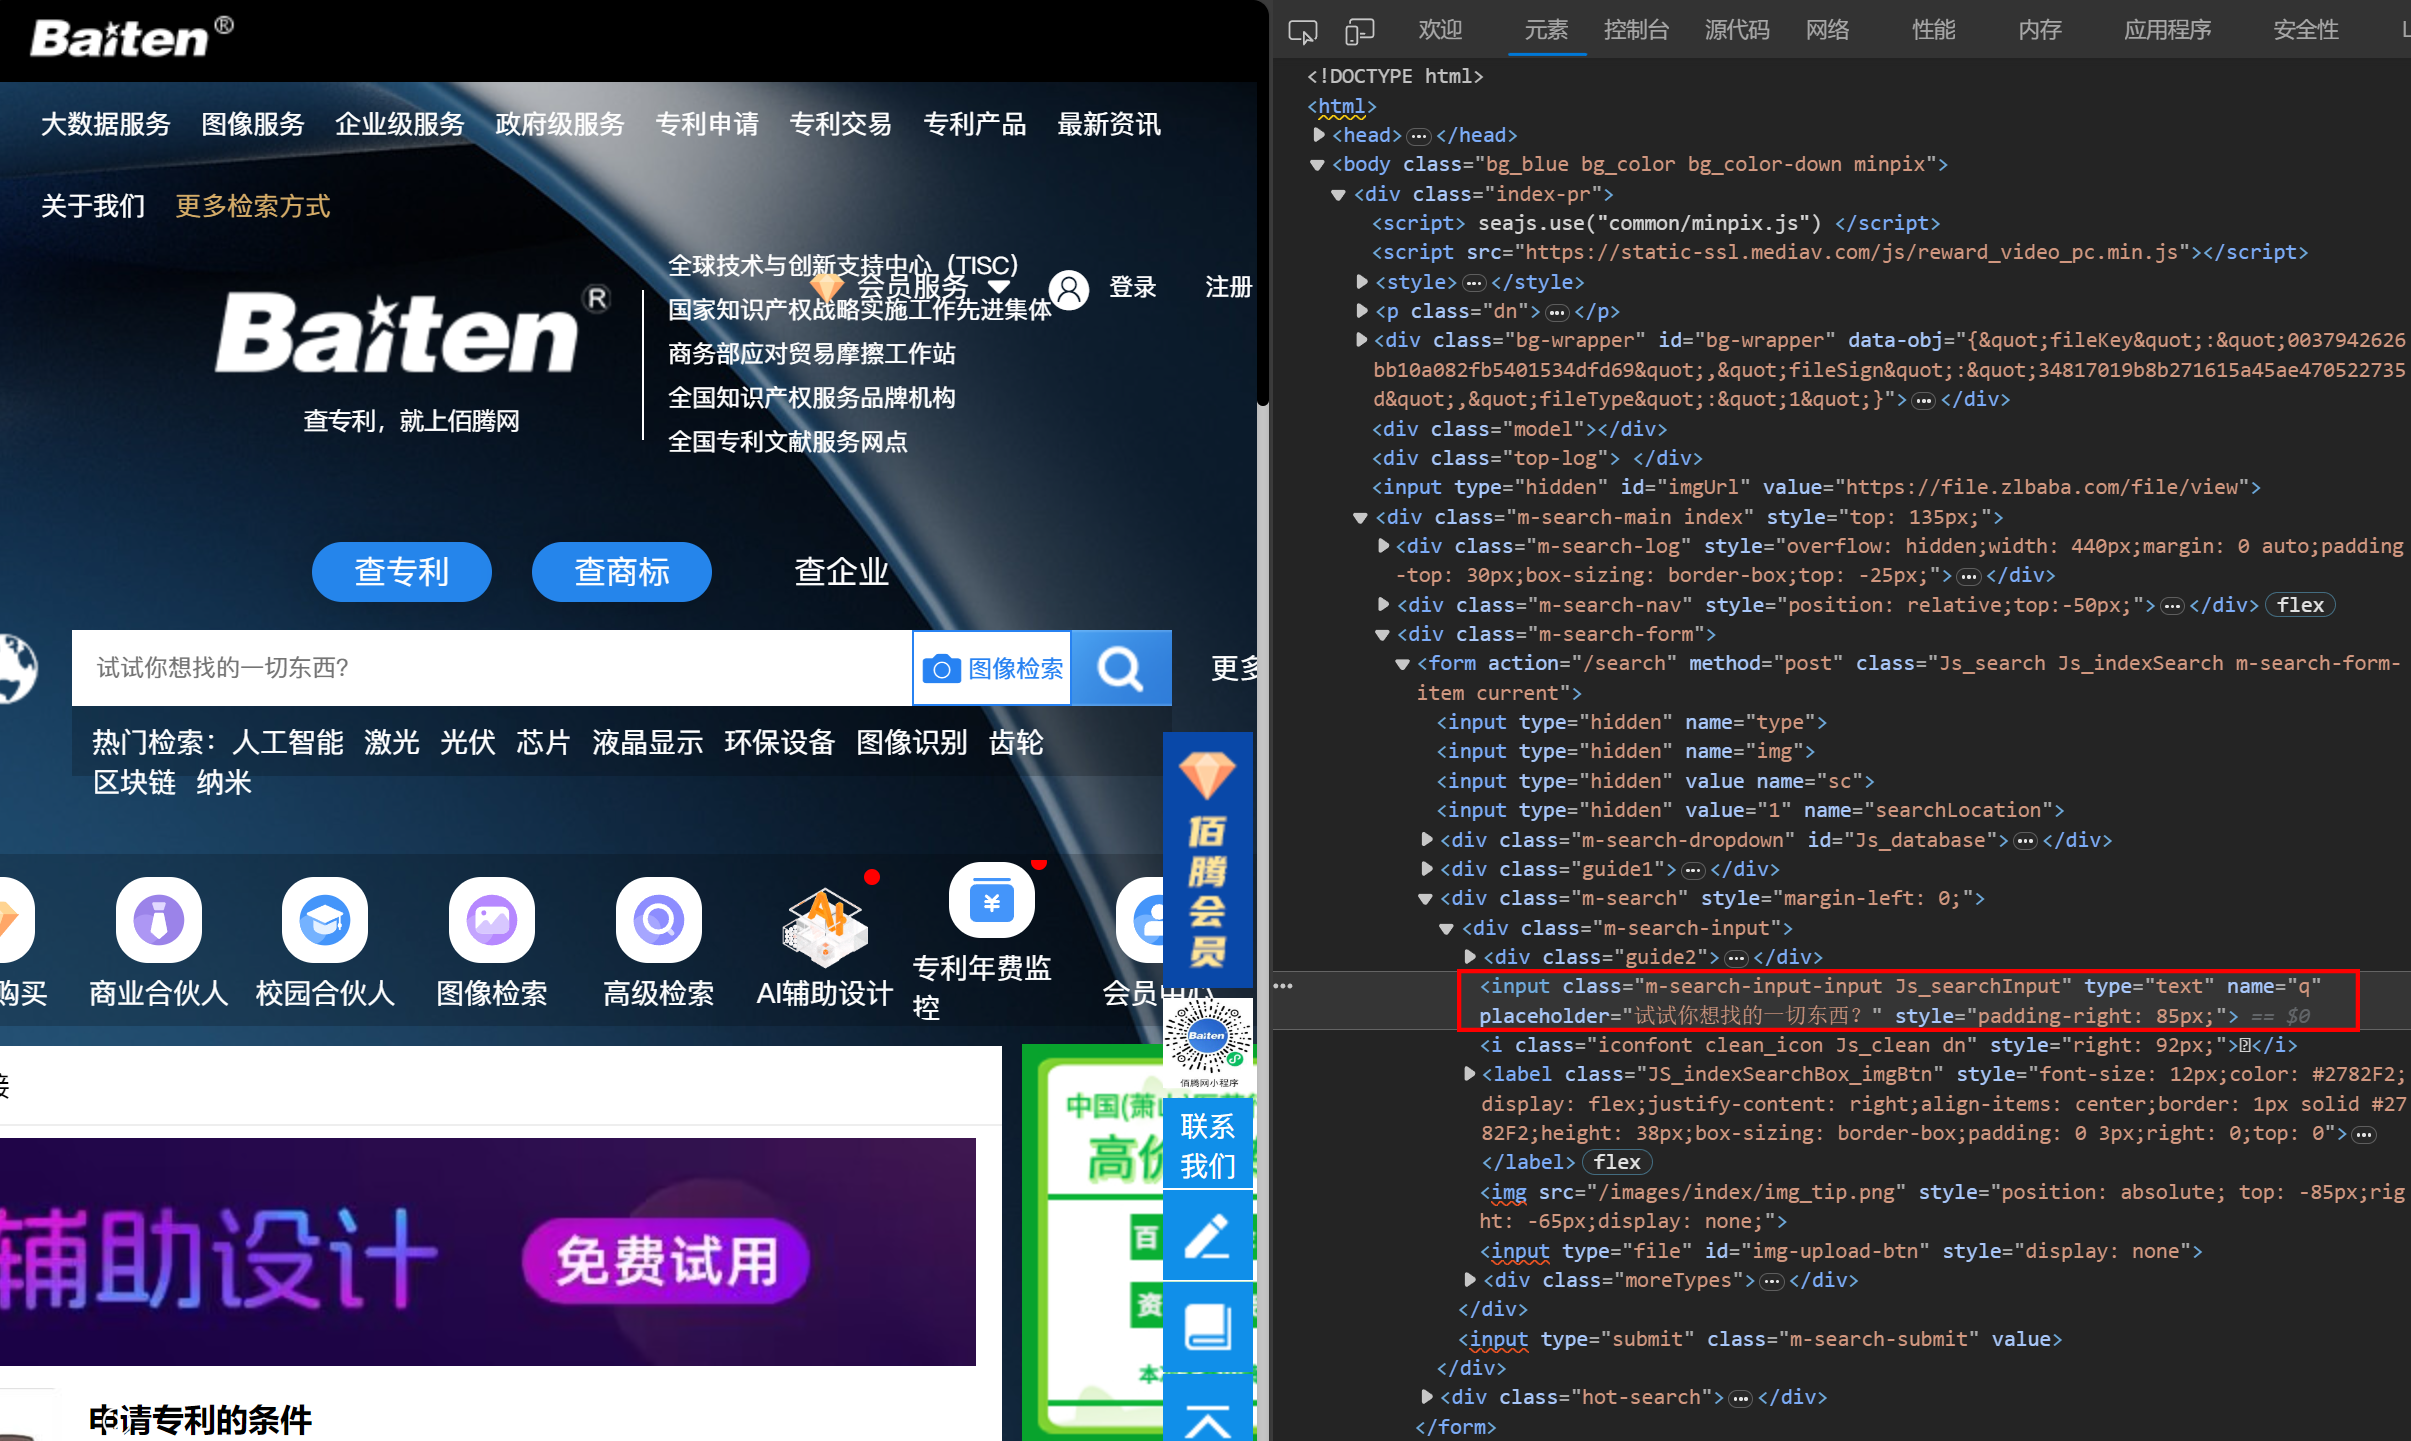 Baiten®
大数据服务 图像服务 企业级服务 政府级服务 专利申请 专利交易 专利产品 最新资讯
关于我们 更多检索方式
会员服务 登录 注册
Baiten®
查专利，就上佰腾网
全球技术与创新支持中心（TISC)
国家知识产权战略实施工作先进集体
商务部应对贸易摩擦工作站
全国知识产权服务品牌机构
全国专利文献服务网点
查专利 查商标 查企业
试试你想找的一切东西? 图像检索 更多
热门检索：人工智能 激光 光伏 芯片 液晶显示 环保设备 图像识别 齿轮
区块链 纳米
购买 商业合伙人 校园合伙人 图像检索 高级检索 AI辅助设计 专利年费监
控 会员中心
佰腾会员
Baiten
佰腾网小程序
联系
我们
辅助设计 免费试用
中国(萧山
高价
百
资
申请专利的条件
欢迎 元素 控制台 源代码 网络 性能 内存 应用程序 安全性
<!DOCTYPE html>
<html>
<head>…</head>
<body class="bg_blue bg_color bg_color-down minpix">
<div class="index-pr">
<script> seajs.use("common/minpix.js") </script>
<script src="https://static-ssl.mediav.com/js/reward_video_pc.min.js"></script>
<style>…</style>
<p class="dn">…</p>
<div class="bg-wrapper" id="bg-wrapper" data-obj="{&quot;fileKey&quot;:&quot;0037942626
bb10a082fb5401534dfd69&quot;,&quot;fileSign&quot;:&quot;34817019b8b271615a45ae470522735
d&quot;,&quot;fileType&quot;:&quot;1&quot;}">…</div>
<div class="model"></div>
<div class="top-log"> </div>
<input type="hidden" id="imgUrl" value="https://file.zlbaba.com/file/view">
<div class="m-search-main index" style="top: 135px;">
<div class="m-search-log" style="overflow: hidden;width: 440px;margin: 0 auto;padding
-top: 30px;box-sizing: border-box;top: -25px;">…</div>
<div class="m-search-nav" style="position: relative;top:-50px;">…</div> flex
<div class="m-search-form">
<form action="/search" method="post" class="Js_search Js_indexSearch m-search-form-
item current">
<input type="hidden" name="type">
<input type="hidden" name="img">
<input type="hidden" value name="sc">
<input type="hidden" value="1" name="searchLocation">
<div class="m-search-dropdown" id="Js_database">…</div>
<div class="guide1">…</div>
<div class="m-search" style="margin-left: 0;">
<div class="m-search-input">
<div class="guide2">…</div>
<input class="m-search-input-input Js_searchInput" type="text" name="q"
placeholder="试试你想找的一切东西？" style="padding-right: 85px;"> == $0
<i class="iconfont clean_icon Js_clean dn" style="right: 92px;"></i>
<label class="JS_indexSearchBox_imgBtn" style="font-size: 12px;color: #2782F2;
display: flex;justify-content: right;align-items: center;border: 1px solid #27
82F2;height: 38px;box-sizing: border-box;padding: 0 3px;right: 0;top: 0">…
</label> flex
<img src="/images/index/img_tip.png" style="position: absolute; top: -85px;rig
ht: -65px;display: none;">
<input type="file" id="img-upload-btn" style="display: none">
<div class="moreTypes">…</div>
</div>
<input type="submit" class="m-search-submit" value>
</div>
<div class="hot-search">…</div>
</form>